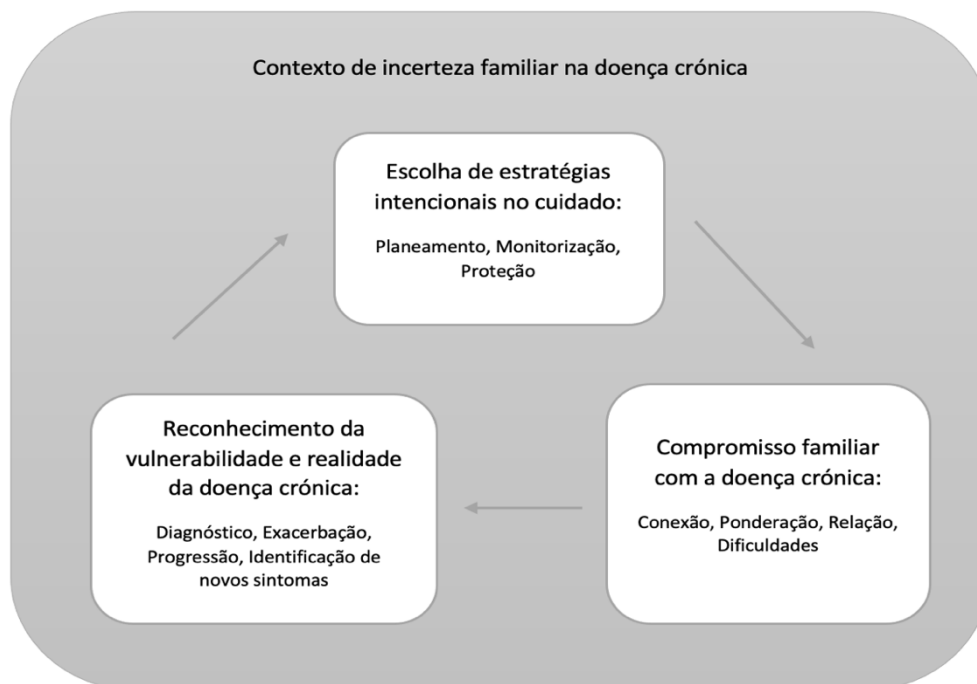 Contexto de incerteza familiar na doença crónica
Escolha de estratégias
intencionais no cuidado:
Planeamento, Monitorização,
Proteção
Reconhecimento da
vulnerabilidade e realidade
da doença crónica:
Diagnóstico, Exacerbação,
Progressão, Identificação de
novos sintomas
Compromisso familiar
com a doença crónica:
Conexão, Ponderação, Relação,
Dificuldades